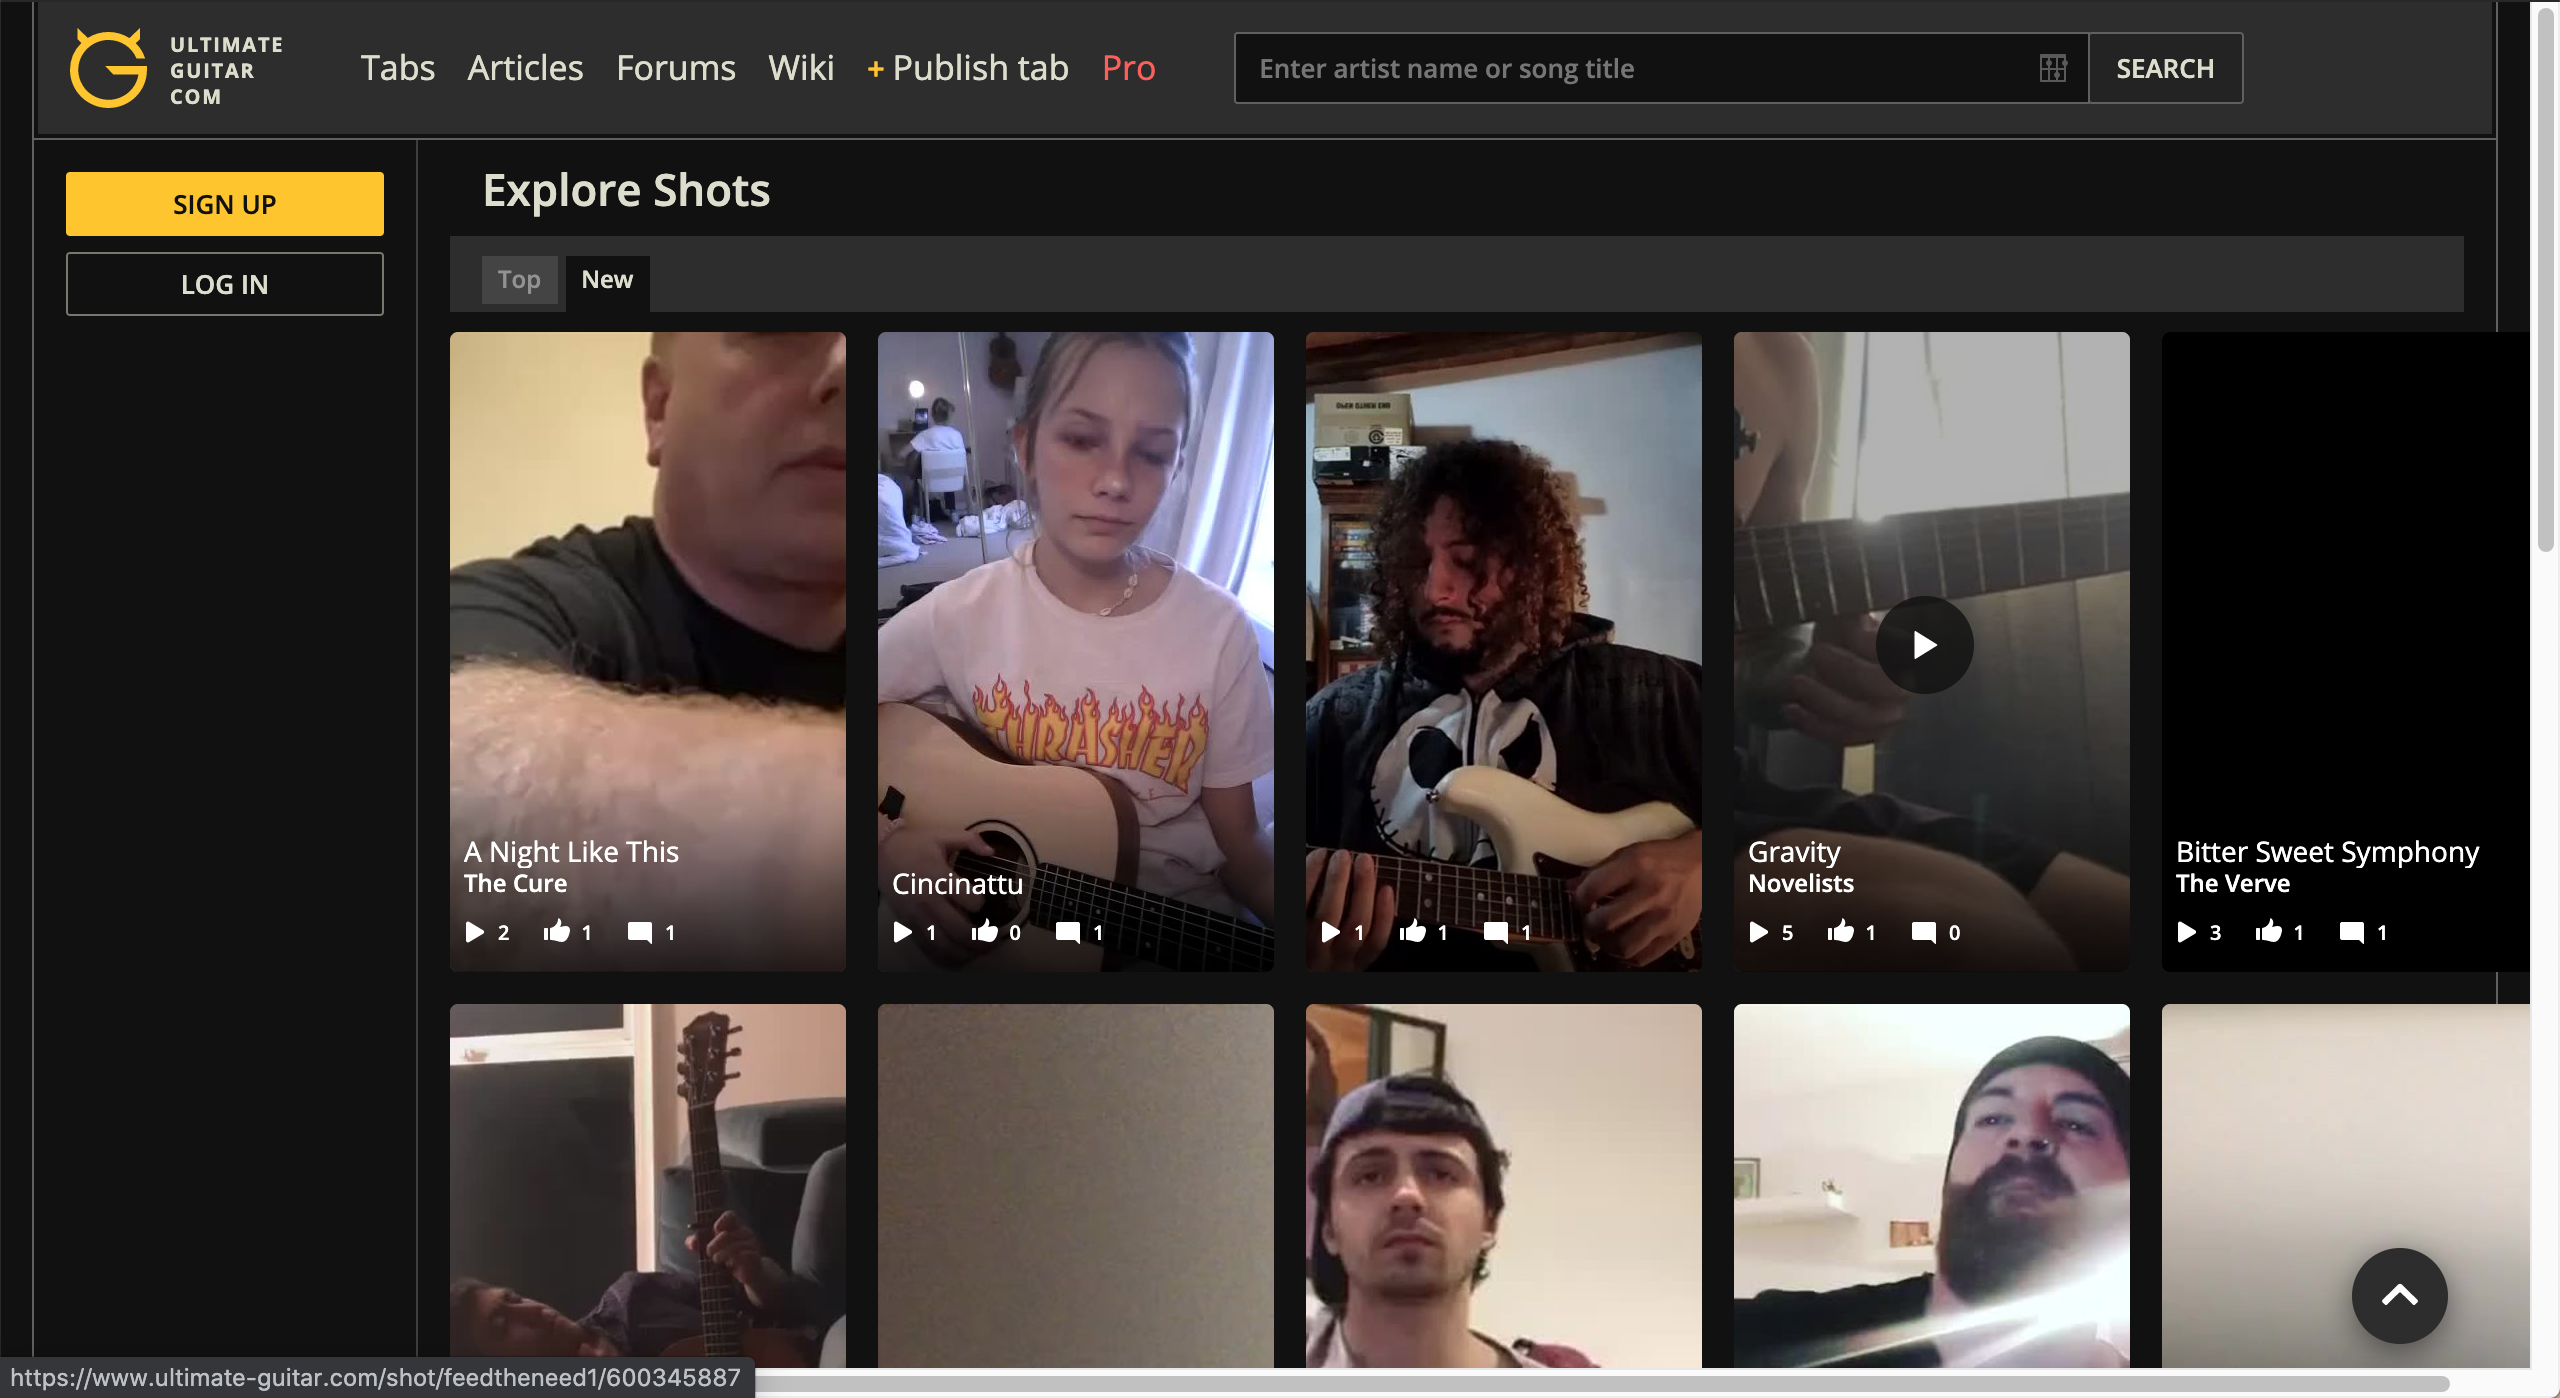 ULTIMATE
GUITAR
COM
Tabs Articles Forums Wiki + Publish tab Pro
Enter artist name or song title
SEARCH
SIGN UP
LOG IN
Explore Shots
Top New
THRASHER
A Night Like This
The Cure
2 1 1
Cincinattu
1 0 1
1 1 1
Gravity
Novelists
5 1 0
Bitter Sweet Symphony
The Verve
3 1 1
https://www.ultimate-guitar.com/shot/feedtheneed1/600345887